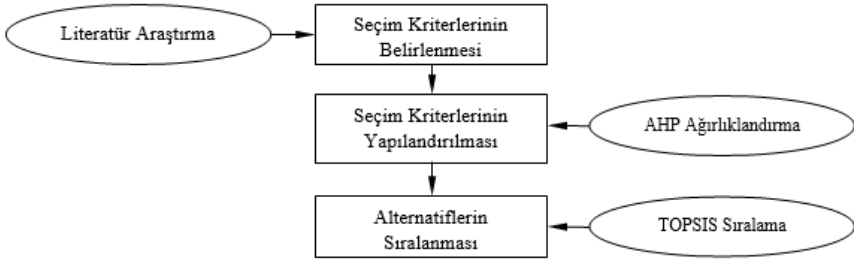 Literatür Araştırma
Seçim Kriterlerinin
Belirlenmesi
Seçim Kriterlerinin
Yapılandırılması
AHP Ağırlıklandırma
Alternatiflerin
Sıralanması
TOPSIS Sıralama